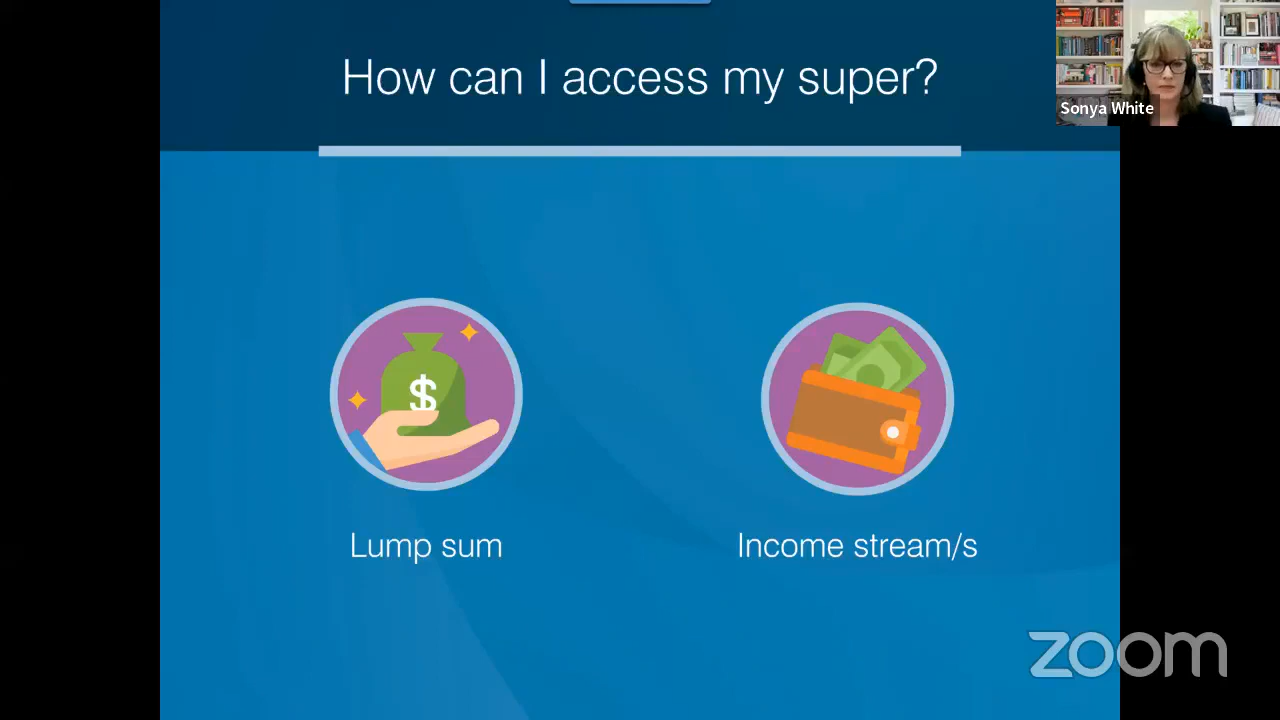 How can I access my super?
Sonya White
$
Lump sum
Income stream/s
zoom